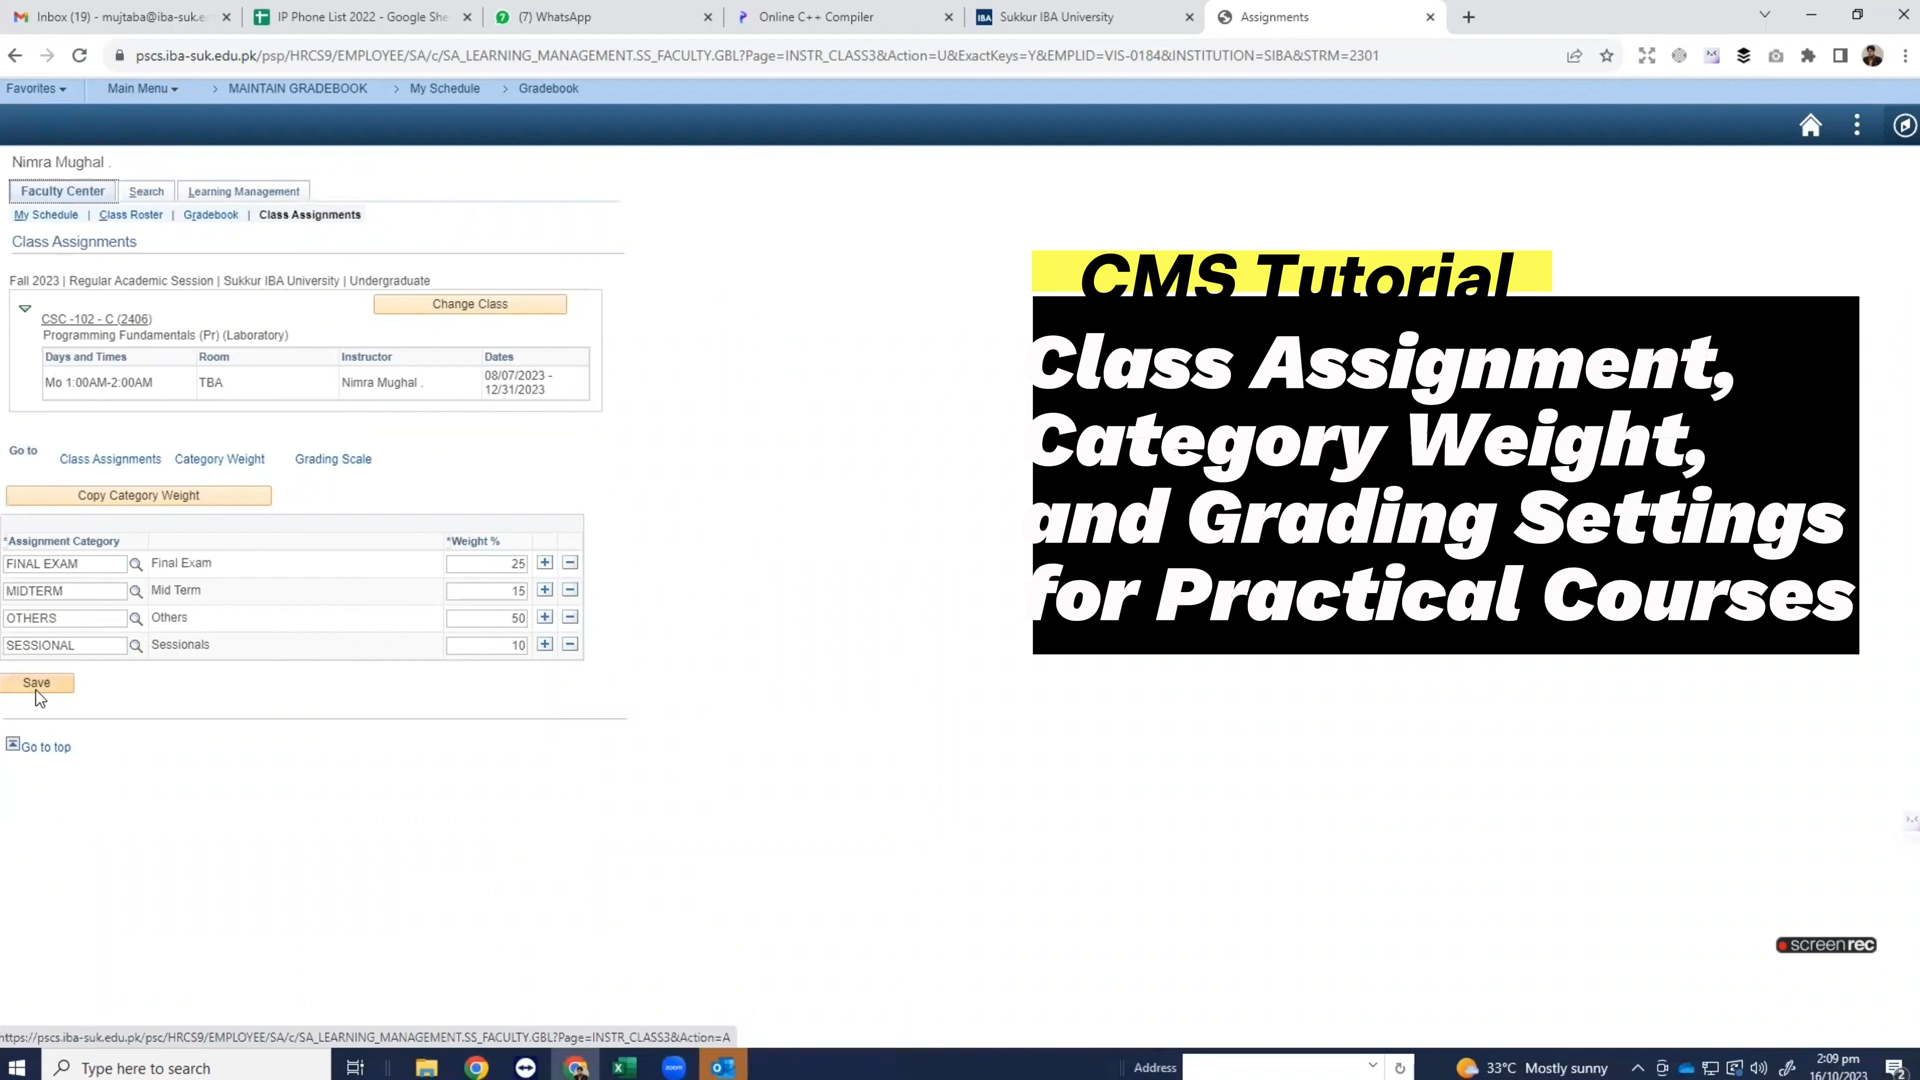 Inbox (19) - mujtaba@iba-suk.e
IP Phone List 2022 - Google She
(7) WhatsApp
Online C++ Compiler
IBA
Sukkur IBA University
Assignments
pscs.iba-suk.edu.pk/psp/HRCS9/EMPLOYEE/SA/c/SA_LEARNING_MANAGEMENT.SS_FACULTY.GBL?Page=INSTR_CLASS3&Action=U&ExactKeys=Y&EMPLID=VIS-0184&INSTITUTION=SIBA&STRM=2301
Favorites Main Menu > MAINTAIN GRADEBOOK > My Schedule > Gradebook
Nimra Mughal .
Faculty Center Search Learning Management
My Schedule | Class Roster | Gradebook | Class Assignments
Class Assignments
Fall 2023 | Regular Academic Session | Sukkur IBA University | Undergraduate
Change Class
CSC -102 - C (2406)
Programming Fundamentals (Pr) (Laboratory)
Days and Times Room Instructor Dates
Mo 1:00AM-2:00AM TBA Nimra Mughal . 08/07/2023 -
12/31/2023
Go to
Class Assignments Category Weight Grading Scale
Copy Category Weight
*Assignment Category *Weight %
FINAL EXAM Final Exam 25
MIDTERM Mid Term 15
OTHERS Others 50
SESSIONAL Sessionals 10
Save
Go to top
CMS Tutorial
Class Assignment,
Category Weight,
and Grading Settings
for Practical Courses
screenrec
https://pscs.iba-suk.edu.pk/psc/HRCS9/EMPLOYEE/SA/c/SA_LEARNING_MANAGEMENT.SS_FACULTY.GBL?Page=INSTR_CLASS3&Action=A
Type here to search
zoom
Address
33°C Mostly sunny
2:09 pm
16/10/2023
2